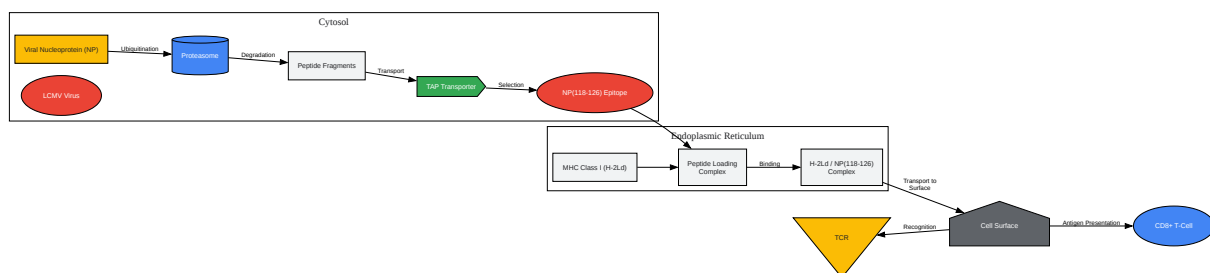 Cytosol
Viral Nucleoprotein (NP)
Ubiquitination
Proteasome
Degradation
Peptide Fragments
Transport
TAP Transporter
Selection
NP(118-126) Epitope
LCMV Virus
Endoplasmic Reticulum
MHC Class I (H-2Ld)
Peptide Loading
Complex
Binding
H-2Ld / NP(118-126)
Complex
Transport to
Surface
TCR
Recognition
Cell Surface
Antigen Presentation
CD8+ T-Cell